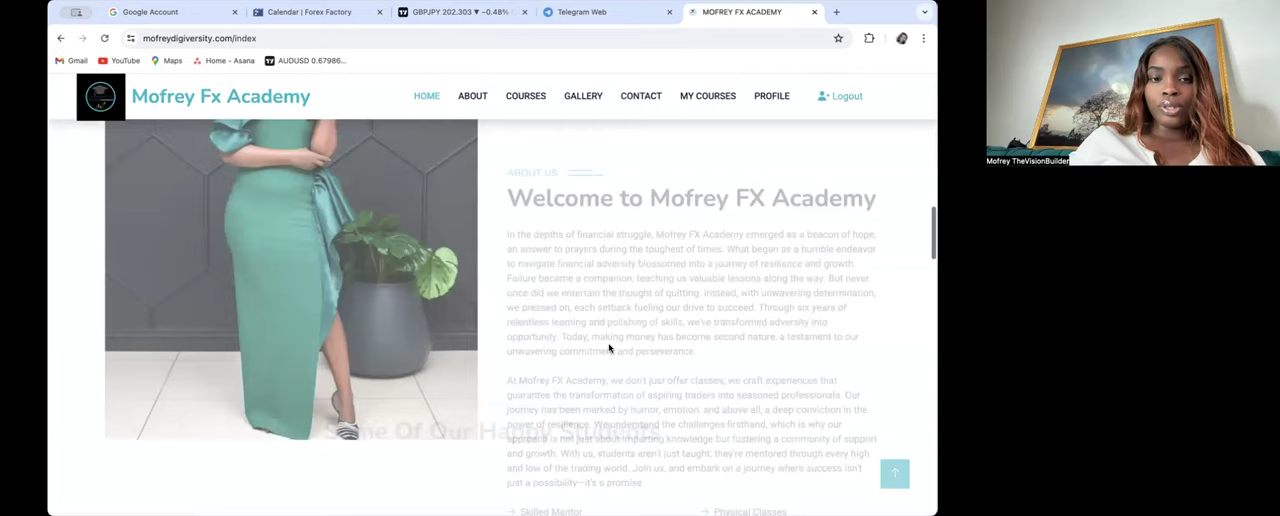 Google Account
Calendar | Forex Factory
GBPJPY 202.303 ▼ −0.48%
Telegram Web
MOFREY FX ACADEMY
mofreydigiversity.com/index
Gmail
YouTube
Maps
Home - Asana
AUDUSD 0.67986...
Mofrey Fx Academy
HOME
ABOUT
COURSES
GALLERY
CONTACT
MY COURSES
PROFILE
Logout
Mofrey TheVisionBuilder
ABOUT US
Welcome to Mofrey FX Academy
In the depths of financial struggle, Mofrey FX Academy emerged as a beacon of hope,
an answer to prayers during the toughest of times. What began as a humble endeavor
to navigate financial adversity blossomed into a journey of resilience and growth.
Failure became a companion, teaching us valuable lessons along the way. But never
once did we entertain the thought of quitting. Instead, with unwavering determination,
we pressed on, each setback fueling our drive to succeed. Through six years of
relentless learning and polishing of skills, we've transformed adversity into
opportunity. Today, making money has become second nature, a testament to our
unwavering commitment and perseverance.
At Mofrey FX Academy, we don't just offer classes; we craft experiences that
guarantee the transformation of aspiring traders into seasoned professionals. Our
journey has been marked by humor, emotion, and above all, a deep conviction in the
power of resilience. We understand the challenges firsthand, which is why our
approach is not just about imparting knowledge but fostering a community of support
and growth. With us, students aren't just taught; they're mentored through every high
and low of the trading world. Join us, and embark on a journey where success isn't
just a possibility—it's a promise.
Some Of Our Happy Students
Skilled Mentor
Physical Classes